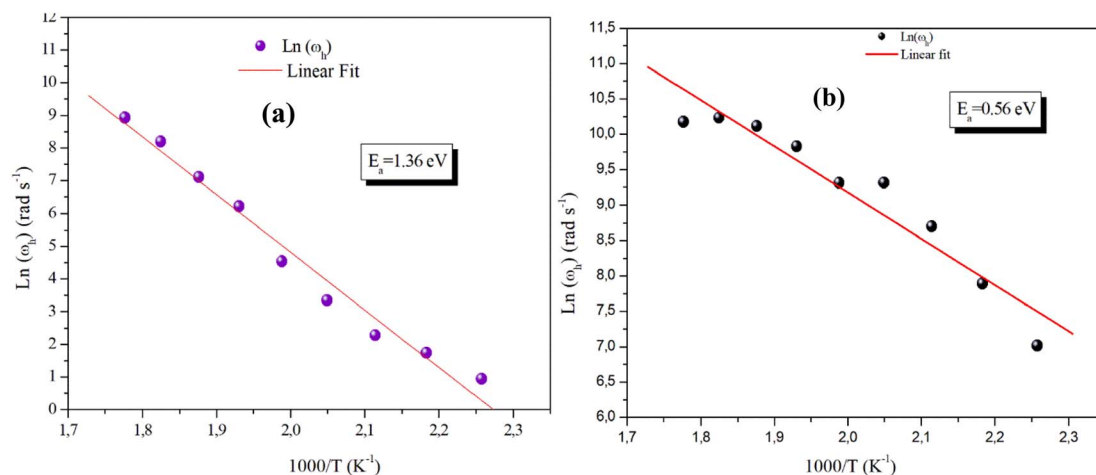 12
11
10
9
8
7
6
5
4
3
2
1
0
Ln (ω_h) (rad s⁻¹)
Ln (ω_h)
Linear Fit
(a)
E_a=1.36 eV
1,7 1,8 1,9 2,0 2,1 2,2 2,3
1000/T (K⁻¹)
11,5
11,0
10,5
10,0
9,5
9,0
8,5
8,0
7,5
7,0
6,5
6,0
Ln (ω_h) (rad s⁻¹)
Ln(ω_h)
Linear fit
(b)
E_a=0.56 eV
1,7 1,8 1,9 2,0 2,1 2,2 2,3
1000/T (K⁻¹)